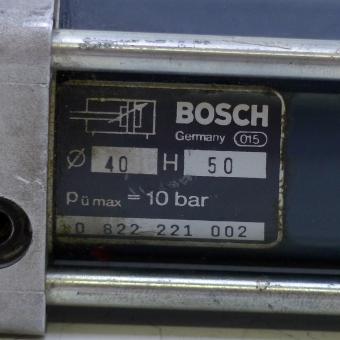 BOSCH
Germany 015
Ø 40 H 50
pü max = 10 bar
0 822 221 002